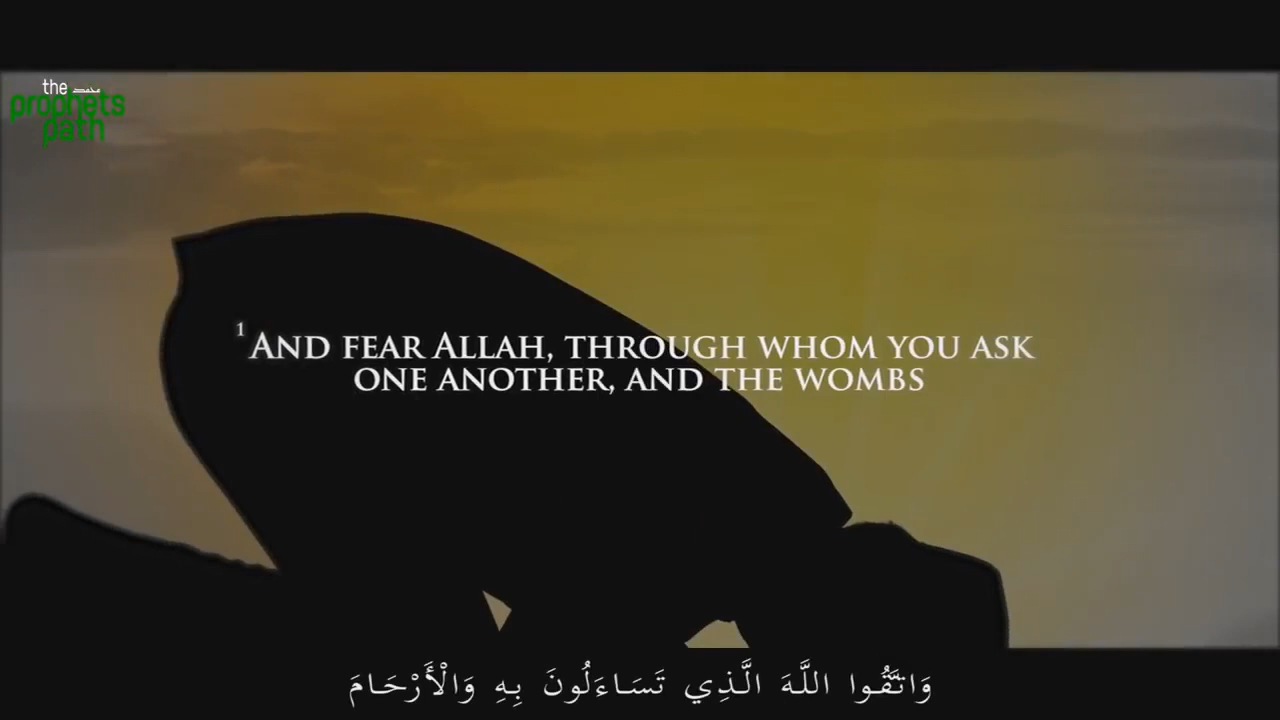 the محمد
prophets
path
1 And fear Allah, through whom you ask
one another, and the wombs
وَاتَّقُوا اللَّهَ الَّذِي تَسَاءَلُونَ بِهِ وَالْأَرْحَامَ